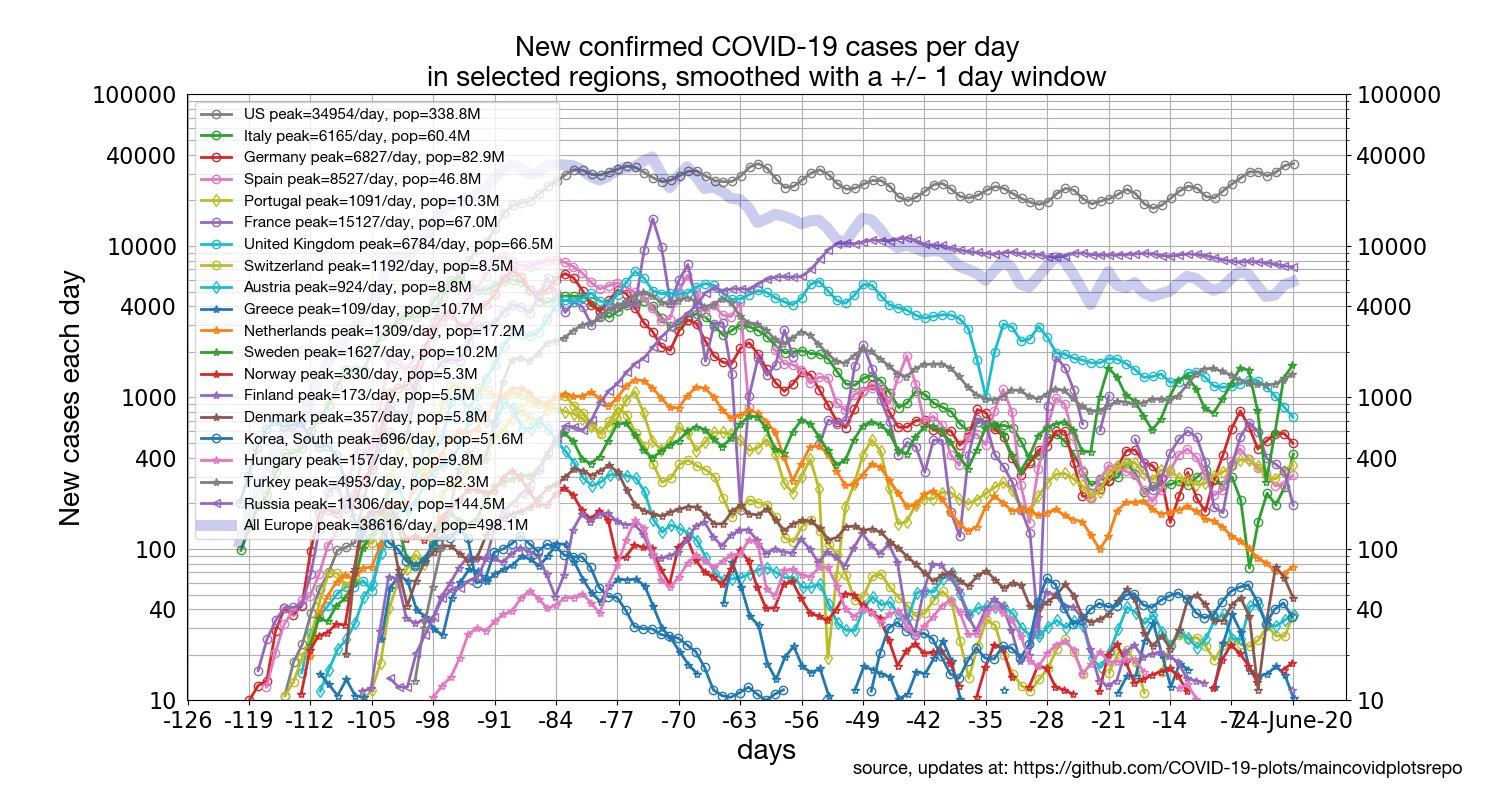 New confirmed COVID-19 cases per day
in selected regions, smoothed with a +/- 1 day window
New cases each day
100000
40000
10000
4000
1000
400
100
40
10
US peak=34954/day, pop=338.8M
Italy peak=6165/day, pop=60.4M
Germany peak=6827/day, pop=82.9M
Spain peak=8527/day, pop=46.8M
Portugal peak=1091/day, pop=10.3M
France peak=15127/day, pop=67.0M
United Kingdom peak=6784/day, pop=66.5M
Switzerland peak=1192/day, pop=8.5M
Austria peak=924/day, pop=8.8M
Greece peak=109/day, pop=10.7M
Netherlands peak=1309/day, pop=17.2M
Sweden peak=1627/day, pop=10.2M
Norway peak=330/day, pop=5.3M
Finland peak=173/day, pop=5.5M
Denmark peak=357/day, pop=5.8M
Korea, South peak=696/day, pop=51.6M
Hungary peak=157/day, pop=9.8M
Turkey peak=4953/day, pop=82.3M
Russia peak=11306/day, pop=144.5M
All Europe peak=38616/day, pop=498.1M
100000
40000
10000
4000
1000
400
100
40
10
-126 -119 -112 -105 -98 -91 -84 -77 -70 -63 -56 -49 -42 -35 -28 -21 -14 -7 24-June-20
days
source, updates at: https://github.com/COVID-19-plots/maincovidplotsrepo